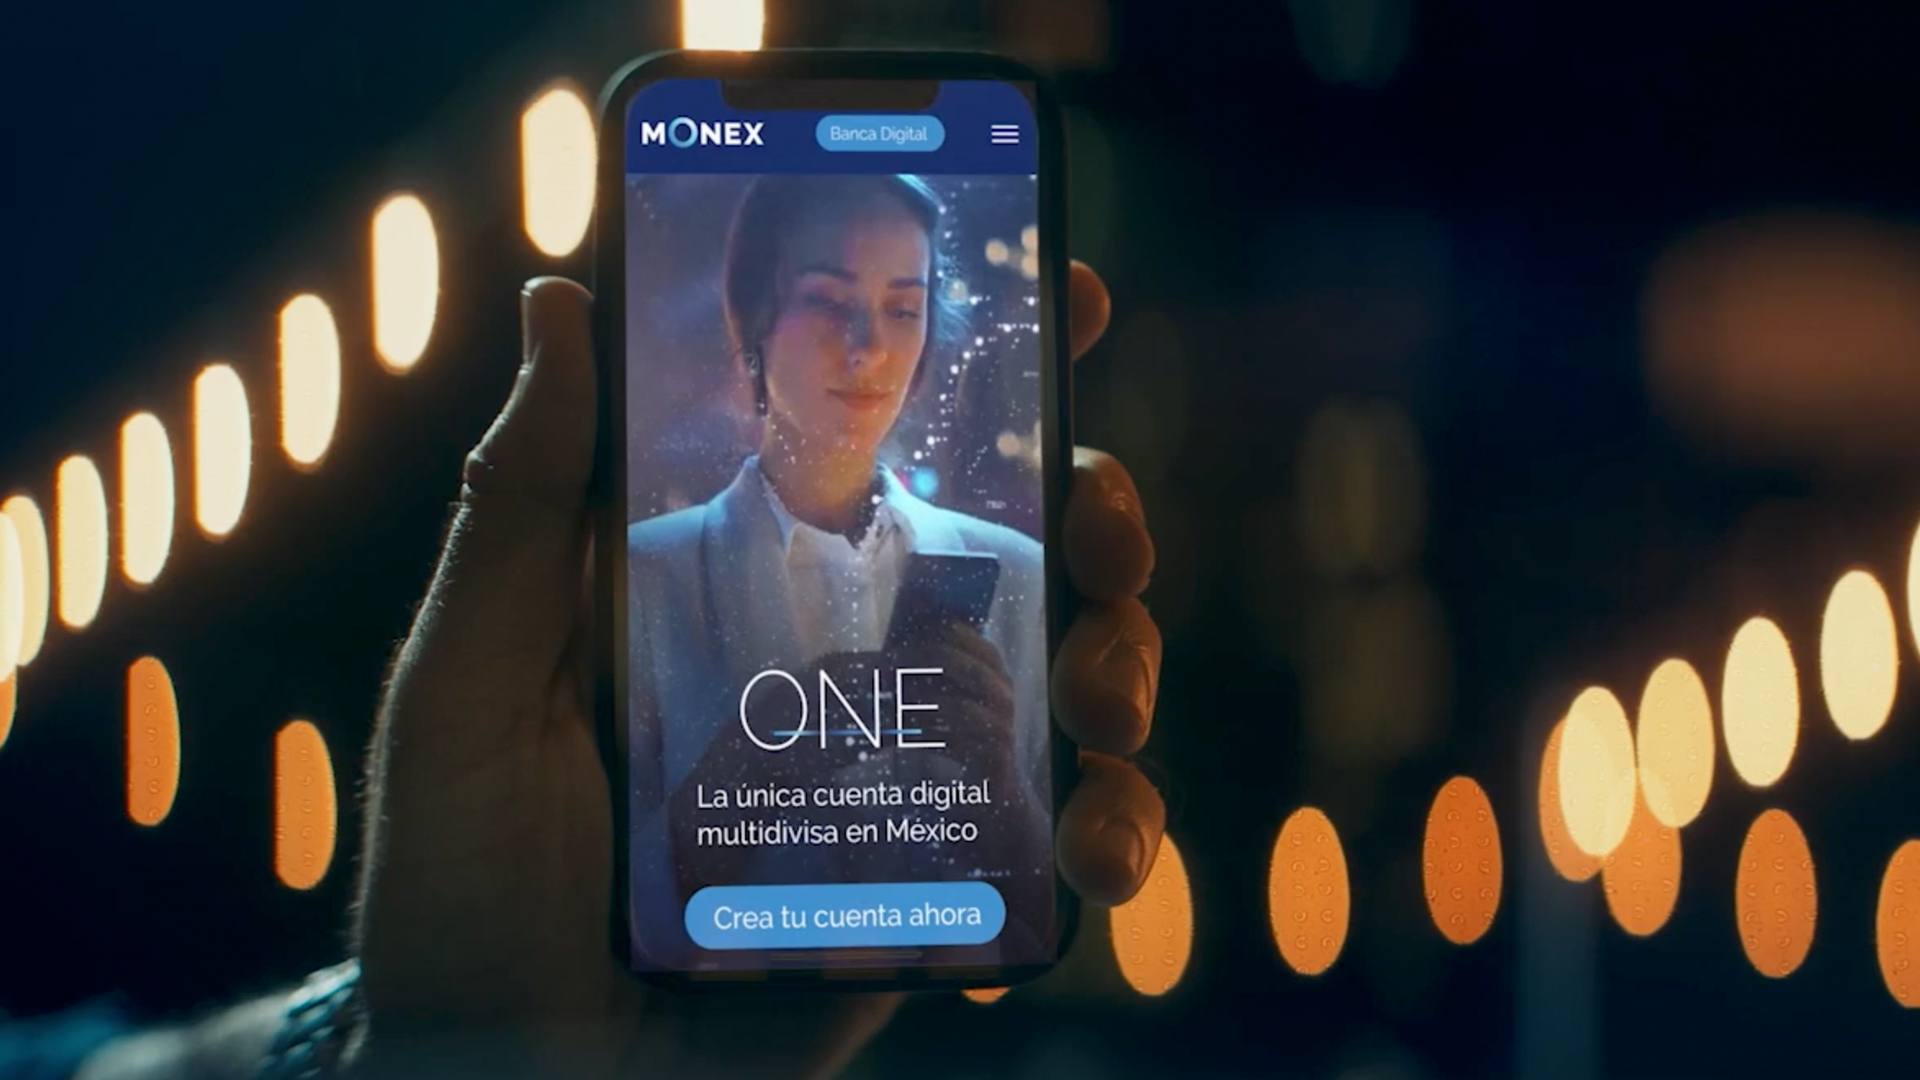 MONEX
Banca Digital
ONE
La única cuenta digital
multidivisa en México
Crea tu cuenta ahora